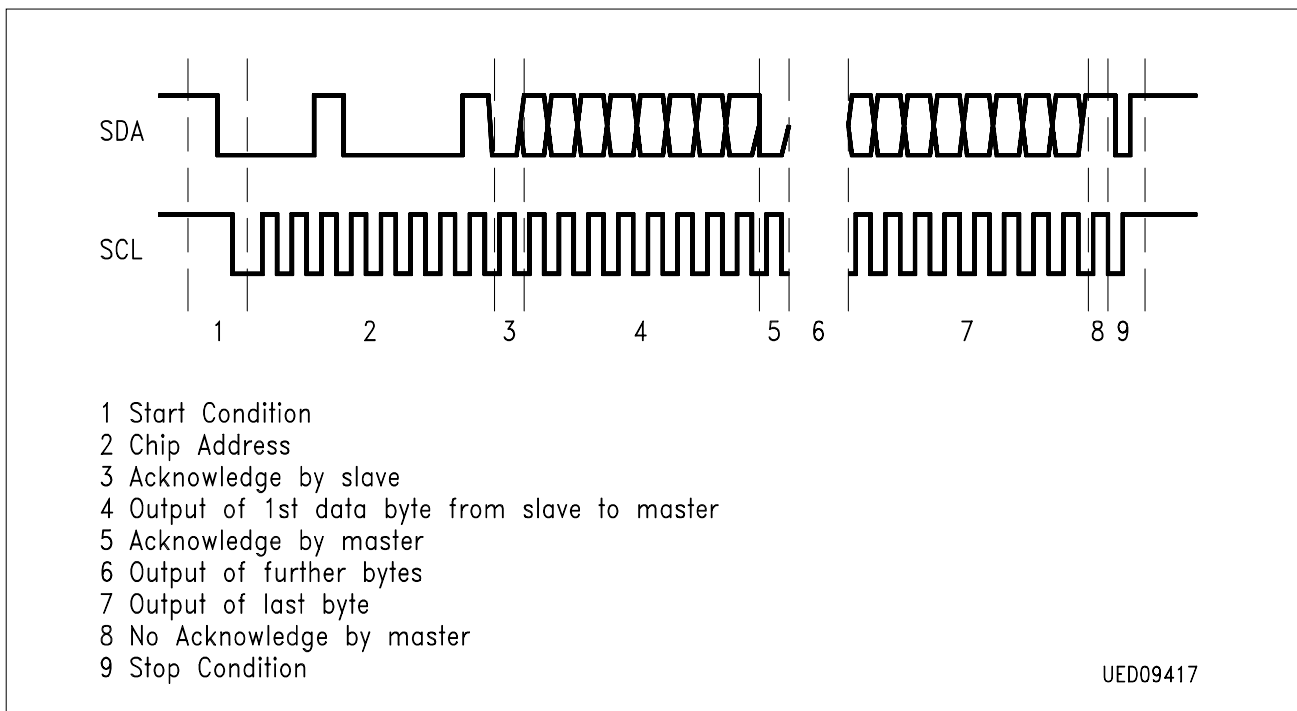 SDA
SCL
1 2 3 4 5 6 7 8 9
1 Start Condition
2 Chip Address
3 Acknowledge by slave
4 Output of 1st data byte from slave to master
5 Acknowledge by master
6 Output of further bytes
7 Output of last byte
8 No Acknowledge by master
9 Stop Condition
UED09417